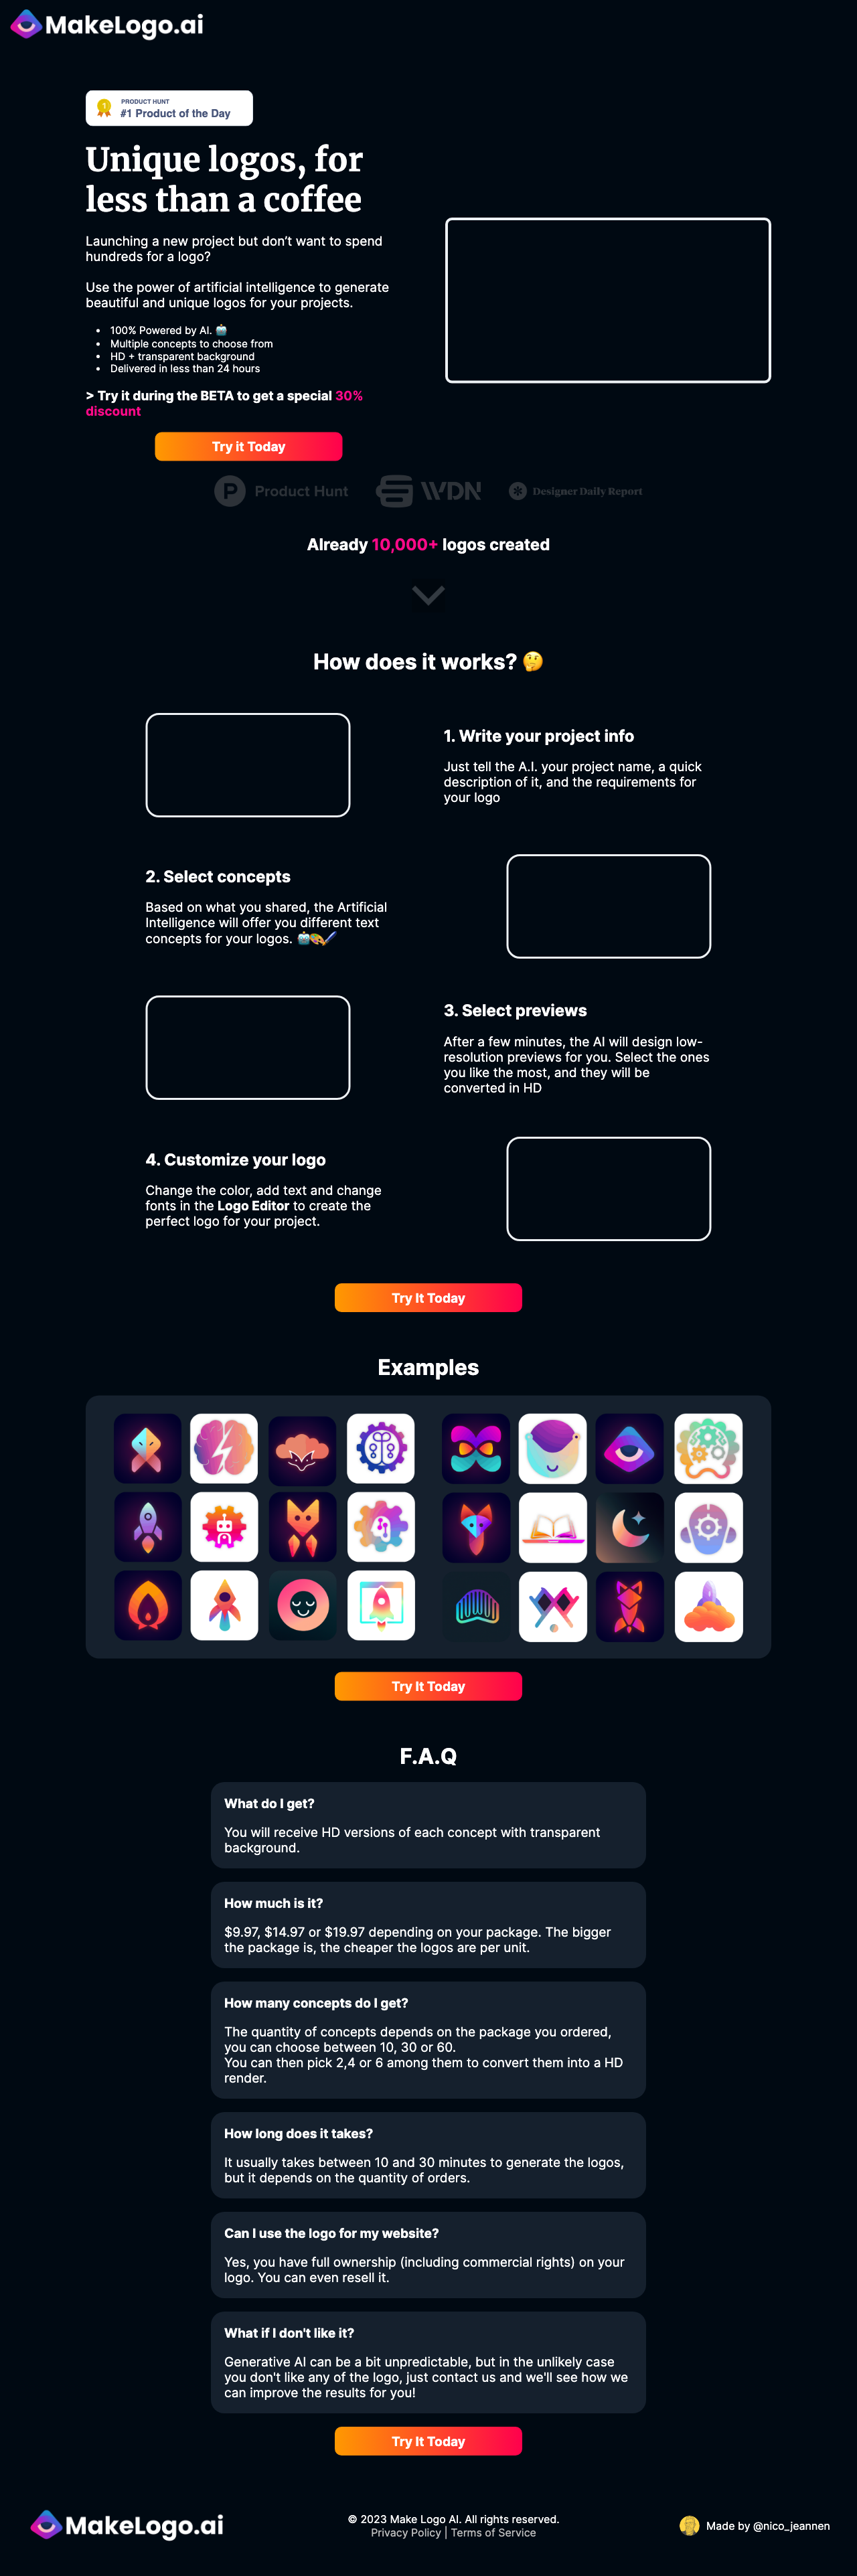 MakeLogo.ai
PRODUCT HUNT
#1 Product of the Day
Unique logos, for
less than a coffee
Launching a new project but don’t want to spend
hundreds for a logo?
Use the power of artificial intelligence to generate
beautiful and unique logos for your projects.
100% Powered by AI. 🤖
Multiple concepts to choose from
HD + transparent background
Delivered in less than 24 hours
> Try it during the BETA to get a special 30%
discount
Try it Today
Product Hunt
WDN
Designer Daily Report
Already 10,000+ logos created
How does it works? 🤔
1. Write your project info
Just tell the A.I. your project name, a quick
description of it, and the requirements for
your logo
2. Select concepts
Based on what you shared, the Artificial
Intelligence will offer you different text
concepts for your logos. 🤖🎨🖌️
3. Select previews
After a few minutes, the AI will design low-
resolution previews for you. Select the ones
you like the most, and they will be
converted in HD
4. Customize your logo
Change the color, add text and change
fonts in the Logo Editor to create the
perfect logo for your project.
Try It Today
Examples
Try It Today
F.A.Q
What do I get?
You will receive HD versions of each concept with transparent
background.
How much is it?
$9.97, $14.97 or $19.97 depending on your package. The bigger
the package is, the cheaper the logos are per unit.
How many concepts do I get?
The quantity of concepts depends on the package you ordered,
you can choose between 10, 30 or 60.
You can then pick 2,4 or 6 among them to convert them into a HD
render.
How long does it takes?
It usually takes between 10 and 30 minutes to generate the logos,
but it depends on the quantity of orders.
Can I use the logo for my website?
Yes, you have full ownership (including commercial rights) on your
logo. You can even resell it.
What if I don't like it?
Generative AI can be a bit unpredictable, but in the unlikely case
you don't like any of the logo, just contact us and we'll see how we
can improve the results for you!
Try It Today
MakeLogo.ai
© 2023 Make Logo AI. All rights reserved.
Privacy Policy | Terms of Service
Made by @nico_jeannen